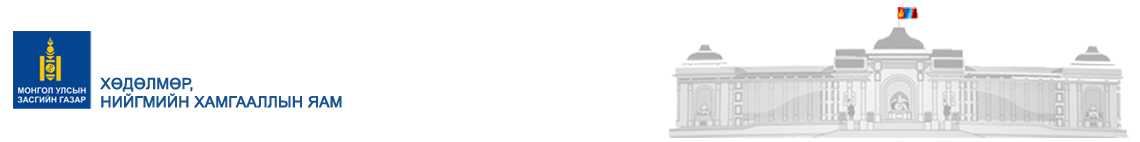 МОНГОЛ УЛСЫН
ЗАСГИЙН ГАЗАР
ХӨДӨЛМӨР,
НИЙГМИЙН ХАМГААЛЛЫН ЯАМ